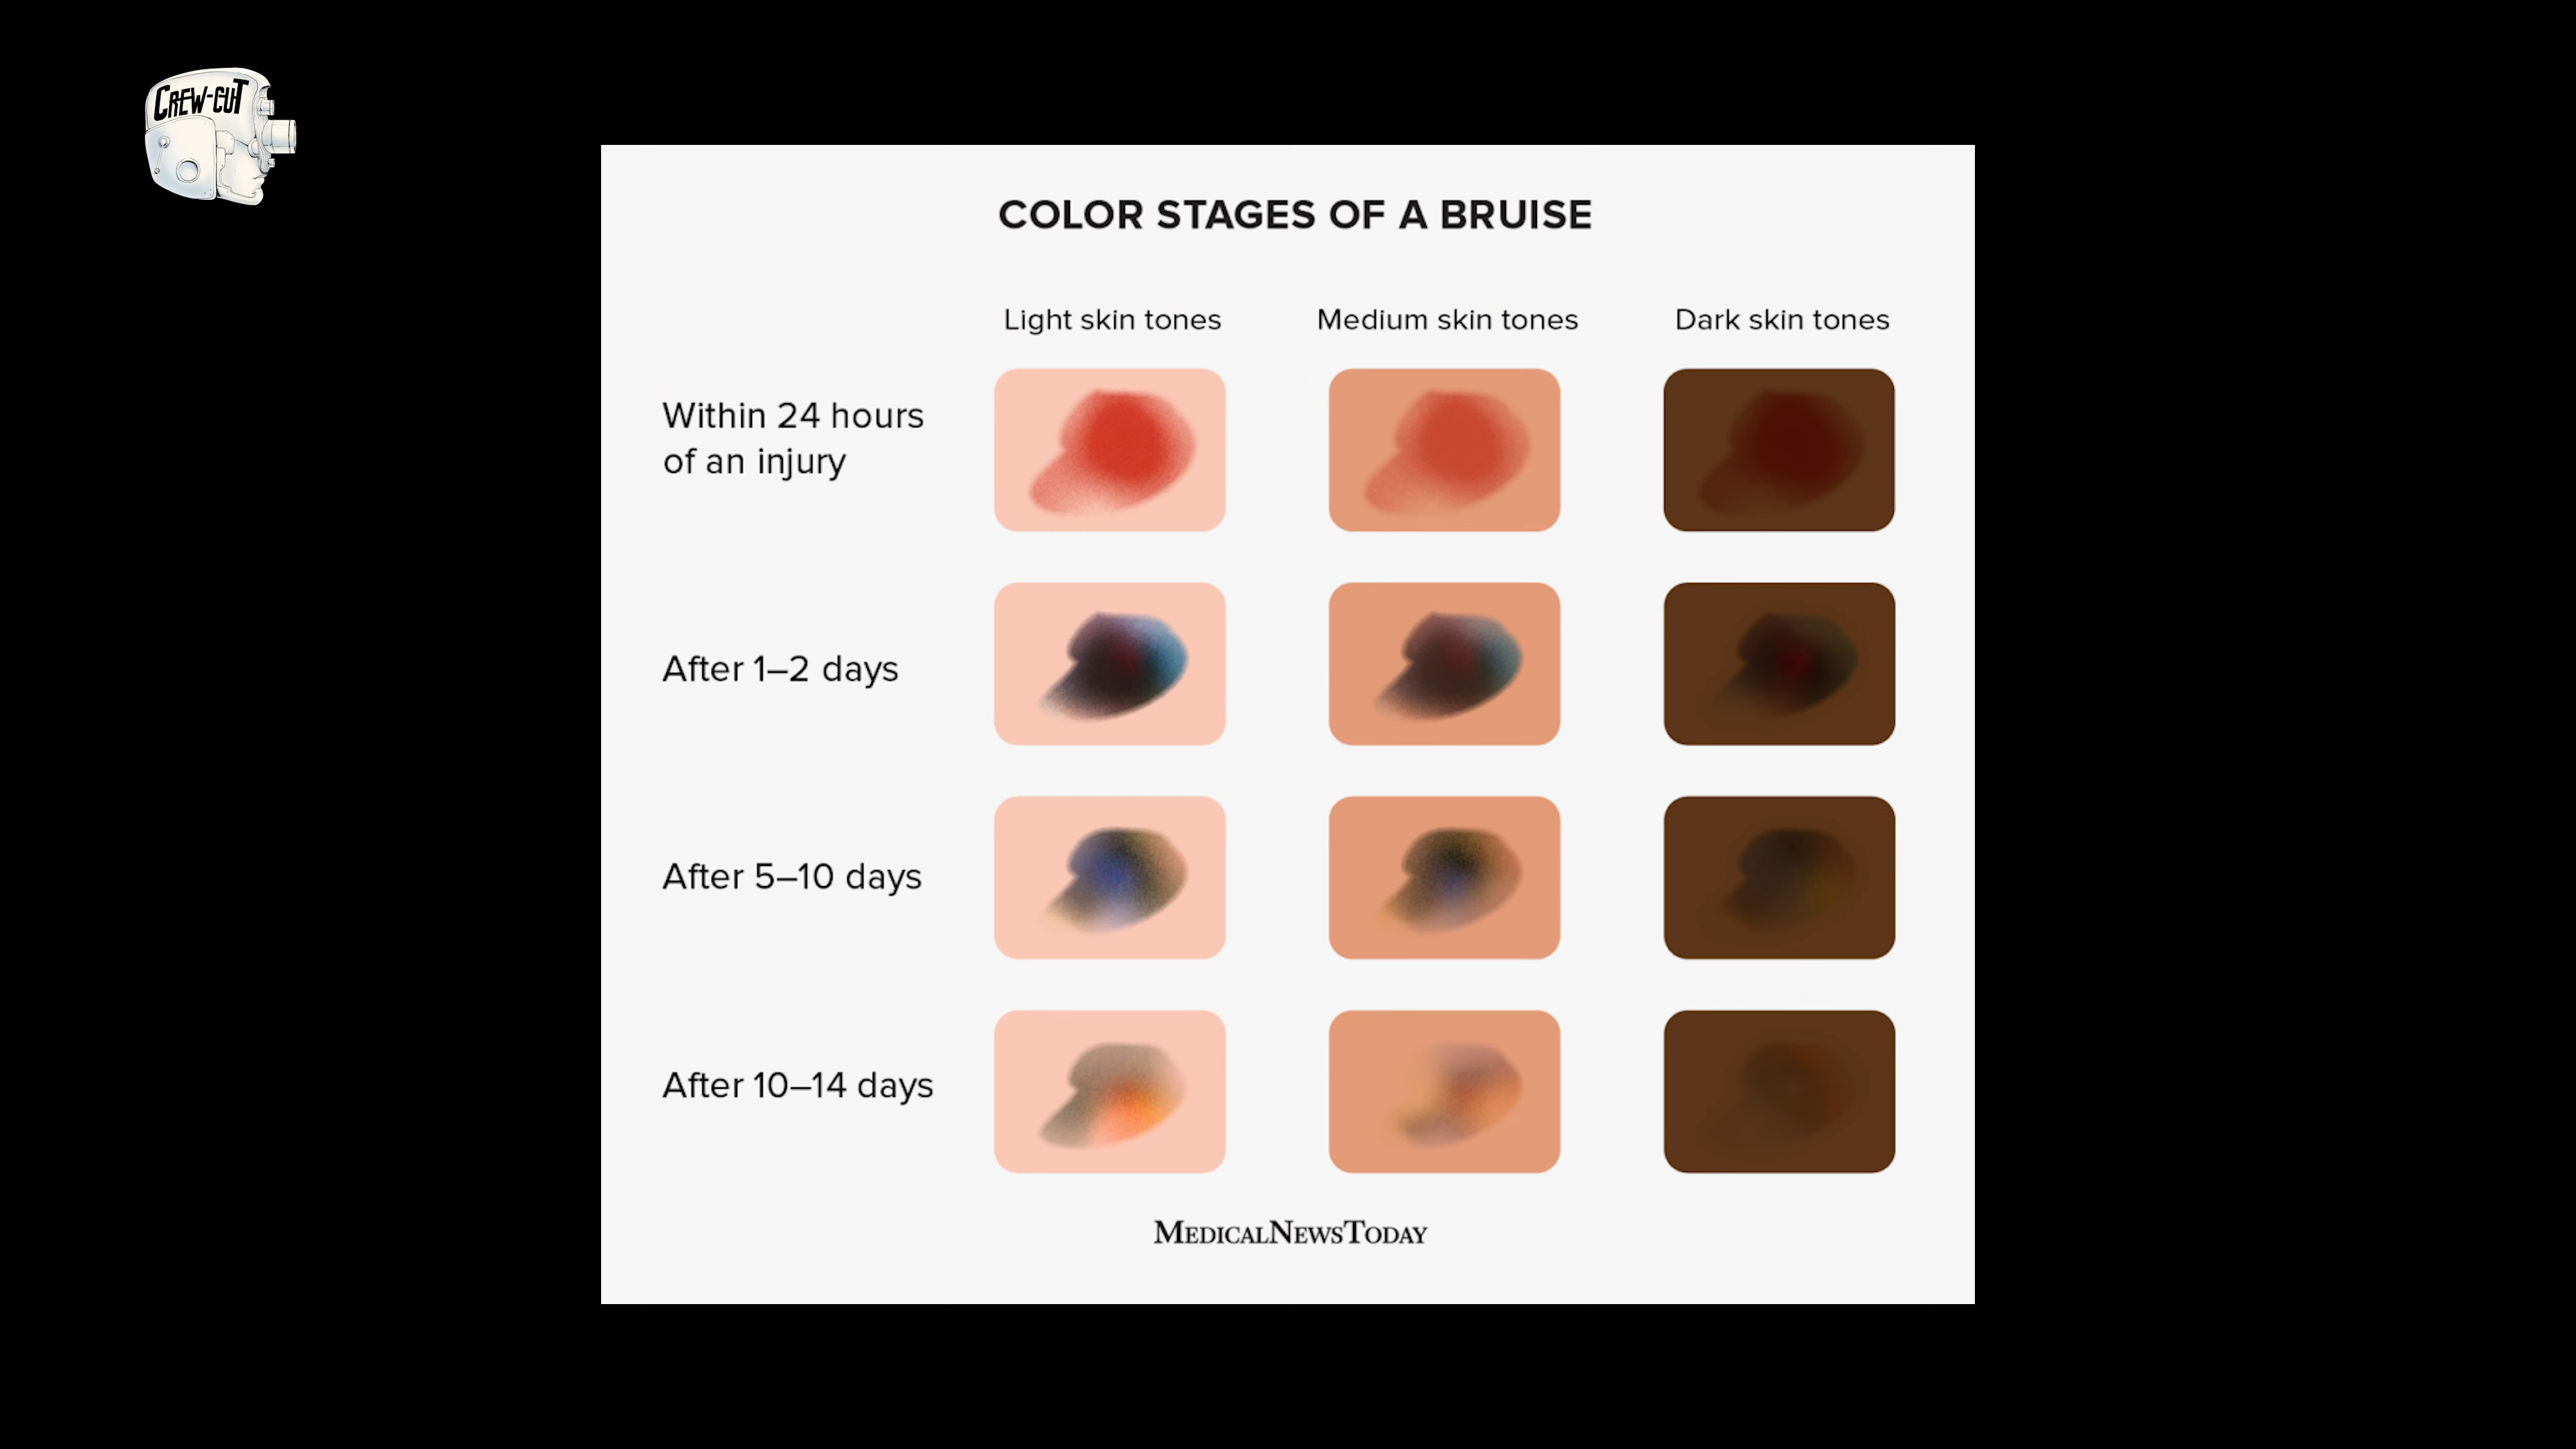 CREW-CUT
COLOR STAGES OF A BRUISE
Light skin tones
Medium skin tones
Dark skin tones
Within 24 hours
of an injury
After 1–2 days
After 5–10 days
After 10–14 days
MEDICALNEWSTODAY